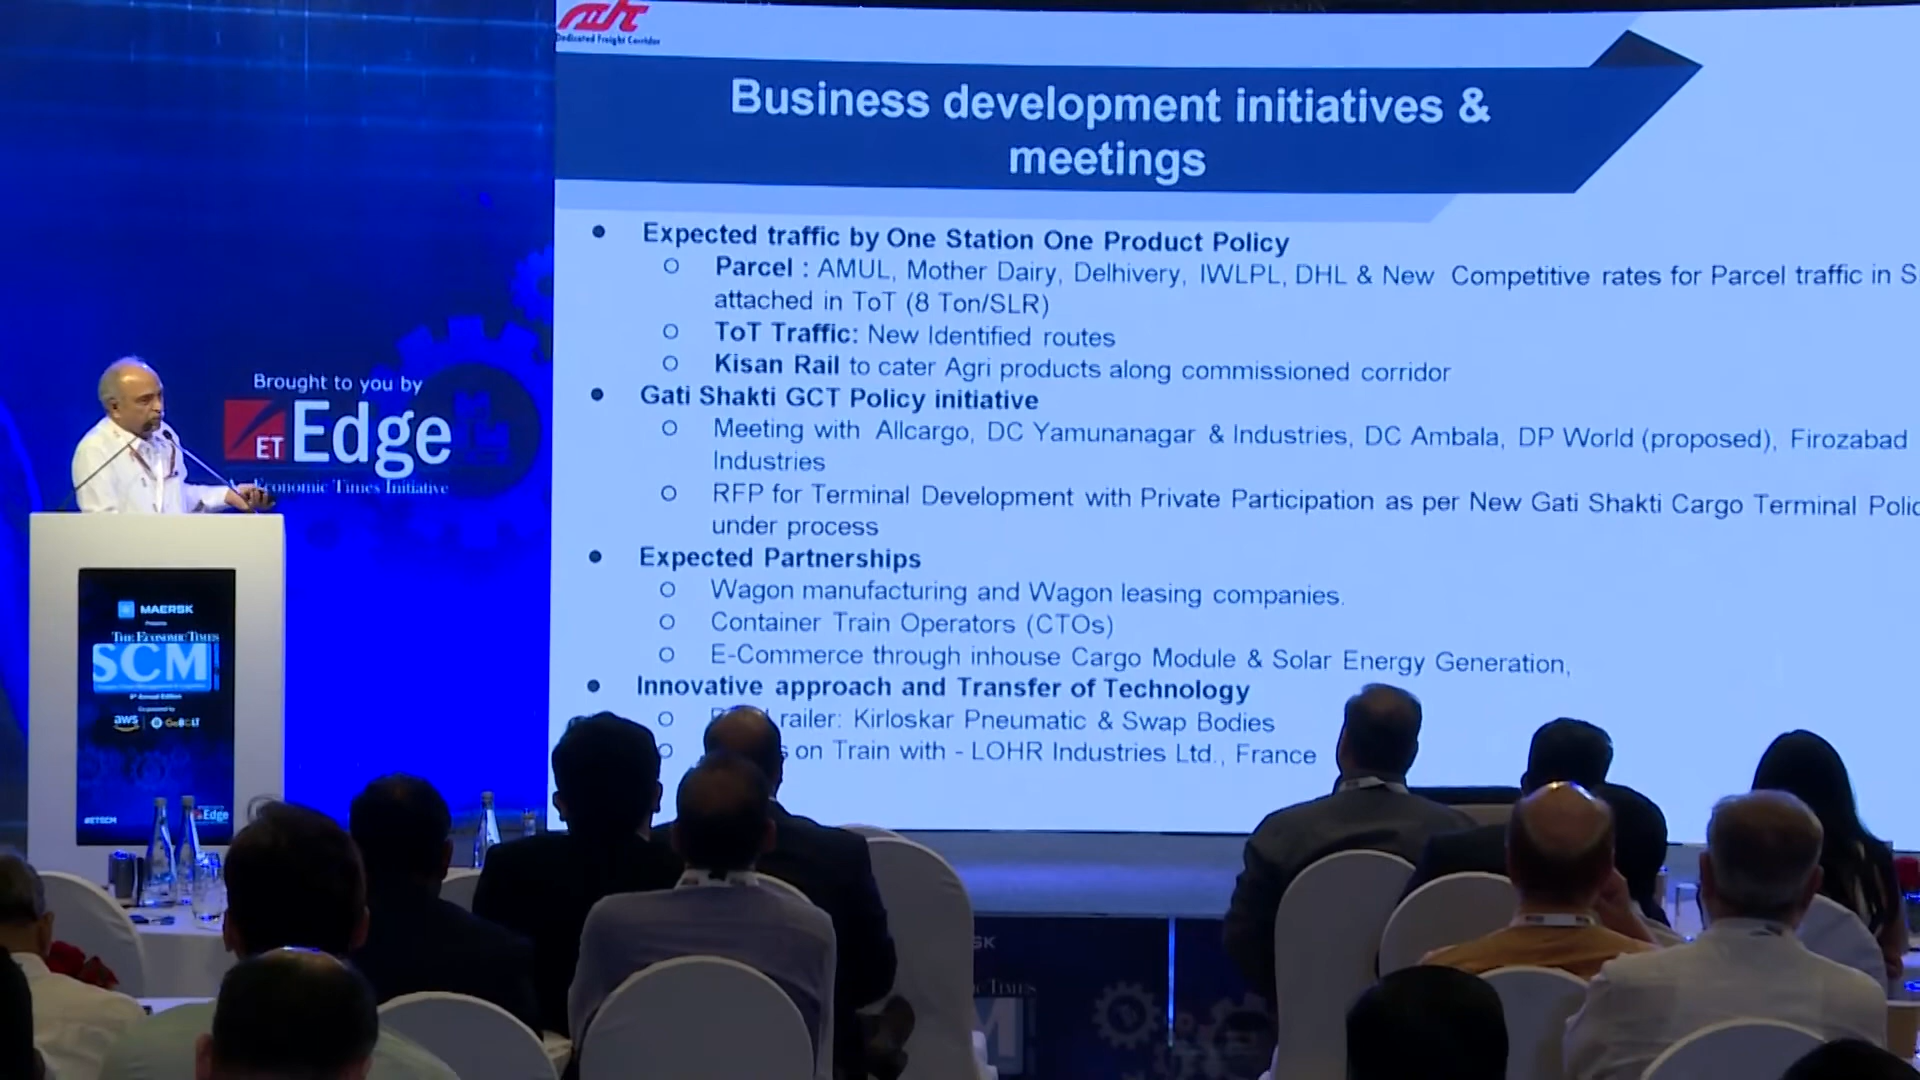 Dedicated Freight Corridor
Business development initiatives &
meetings
Expected traffic by One Station One Product Policy
Parcel : AMUL, Mother Dairy, Delhivery, IWLPL, DHL & New Competitive rates for Parcel traffic in S
attached in ToT (8 Ton/SLR)
ToT Traffic: New Identified routes
Kisan Rail to cater Agri products along commissioned corridor
Gati Shakti GCT Policy initiative
Meeting with Allcargo, DC Yamunanagar & Industries, DC Ambala, DP World (proposed), Firozabad
Industries
RFP for Terminal Development with Private Participation as per New Gati Shakti Cargo Terminal Polic
under process
Expected Partnerships
Wagon manufacturing and Wagon leasing companies.
Container Train Operators (CTOs)
E-Commerce through inhouse Cargo Module & Solar Energy Generation,
Innovative approach and Transfer of Technology
railer: Kirloskar Pneumatic & Swap Bodies
on Train with - LOHR Industries Ltd., France
Brought to you by
ET Edge
Economic Times Initiative
MAERSK
Presents
THE ECONOMIC TIMES
SCM
aws
#ETSCM
Edge
SK
TIMES
M